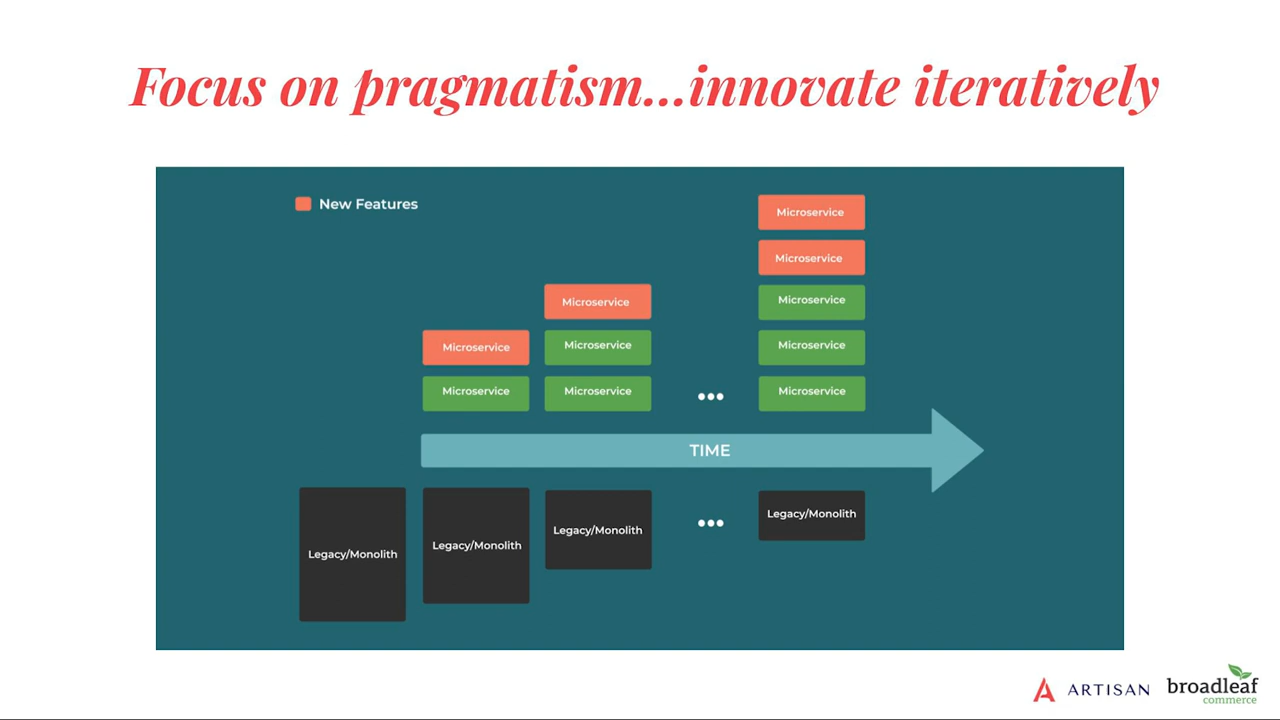 Focus on pragmatism...innovate iteratively
New Features
Microservice
Microservice
Microservice
Microservice
Microservice
Microservice
Microservice
Microservice
Microservice
Microservice
•••
TIME
Legacy/Monolith
Legacy/Monolith
Legacy/Monolith
•••
Legacy/Monolith
ARTISAN
broadleaf
commerce